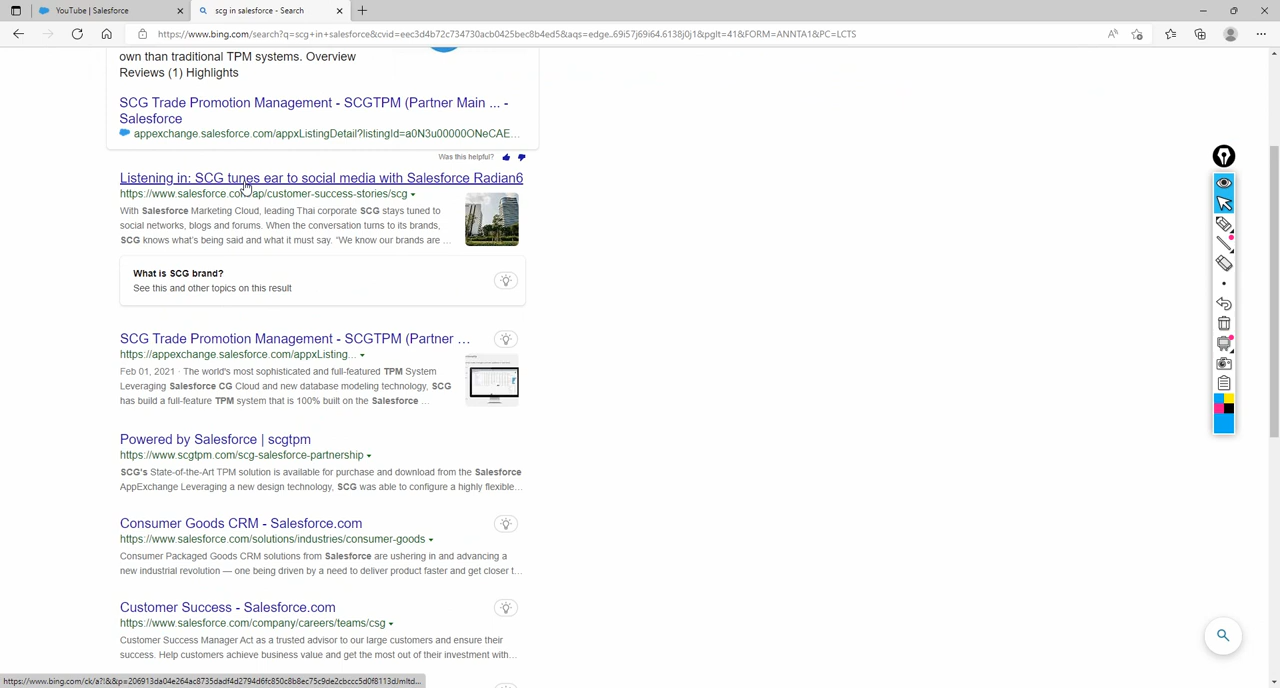 YouTube | Salesforce
scg in salesforce - Search
https://www.bing.com/search?q=scg+in+salesforce&cvid=eec3d4b72c734730acb0425bec8b4ed5&aqs=edge..69i57j69i64.6138j0j1&pglt=41&FORM=ANNTA1&PC=LCTS
own than traditional TPM systems. Overview
Reviews (1) Highlights
SCG Trade Promotion Management - SCGTPM (Partner Main ... -
Salesforce
appexchange.salesforce.com/appxListingDetail?listingId=a0N3u00000ONeCAE...
Was this helpful?
Listening in: SCG tunes ear to social media with Salesforce Radian6
https://www.salesforce.com/ap/customer-success-stories/scg
With Salesforce Marketing Cloud, leading Thai corporate SCG stays tuned to
social networks, blogs and forums. When the conversation turns to its brands,
SCG knows what's being said and what it must say. "We know our brands are ...
What is SCG brand?
See this and other topics on this result
SCG Trade Promotion Management - SCGTPM (Partner ...
https://appexchange.salesforce.com/appxListing...
Feb 01, 2021 · The world's most sophisticated and full-featured TPM System
Leveraging Salesforce CG Cloud and new database modeling technology, SCG
has build a full-feature TPM system that is 100% built on the Salesforce ...
Powered by Salesforce | scgtpm
https://www.scgtpm.com/scg-salesforce-partnership
SCG's State-of-the-Art TPM solution is available for purchase and download from the Salesforce
AppExchange Leveraging a new design technology, SCG was able to configure a highly flexible...
Consumer Goods CRM - Salesforce.com
https://www.salesforce.com/solutions/industries/consumer-goods
Consumer Packaged Goods CRM solutions from Salesforce are ushering in and advancing a
new industrial revolution — one being driven by a need to deliver product faster and get closer t...
Customer Success - Salesforce.com
https://www.salesforce.com/company/careers/teams/csg
Customer Success Manager Act as a trusted advisor to our large customers and ensure their
success. Help customers achieve business value and get the most out of their investment with...